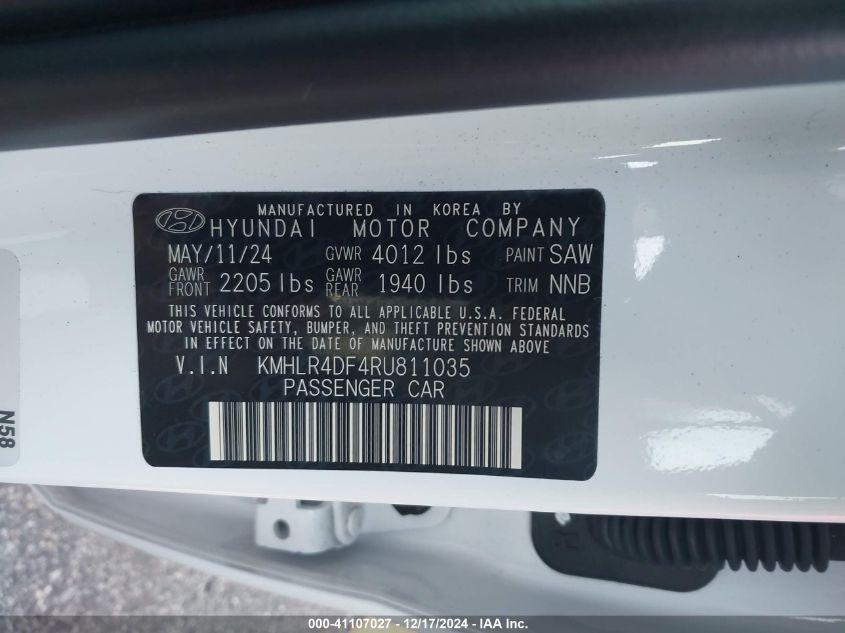 MANUFACTURED IN KOREA BY
HYUNDAI MOTOR COMPANY
MAY/11/24 GVWR 4012 lbs PAINT SAW
GAWR FRONT 2205 lbs GAWR REAR 1940 lbs TRIM NNB
THIS VEHICLE CONFORMS TO ALL APPLICABLE U.S.A. FEDERAL
MOTOR VEHICLE SAFETY, BUMPER, AND THEFT PREVENTION STANDARDS
IN EFFECT ON THE DATE OF MANUFACTURE SHOWN ABOVE
V.I.N KMHLR4DF4RU811035
PASSENGER CAR
N58
000-41107027 - 12/17/2024 - IAA Inc.